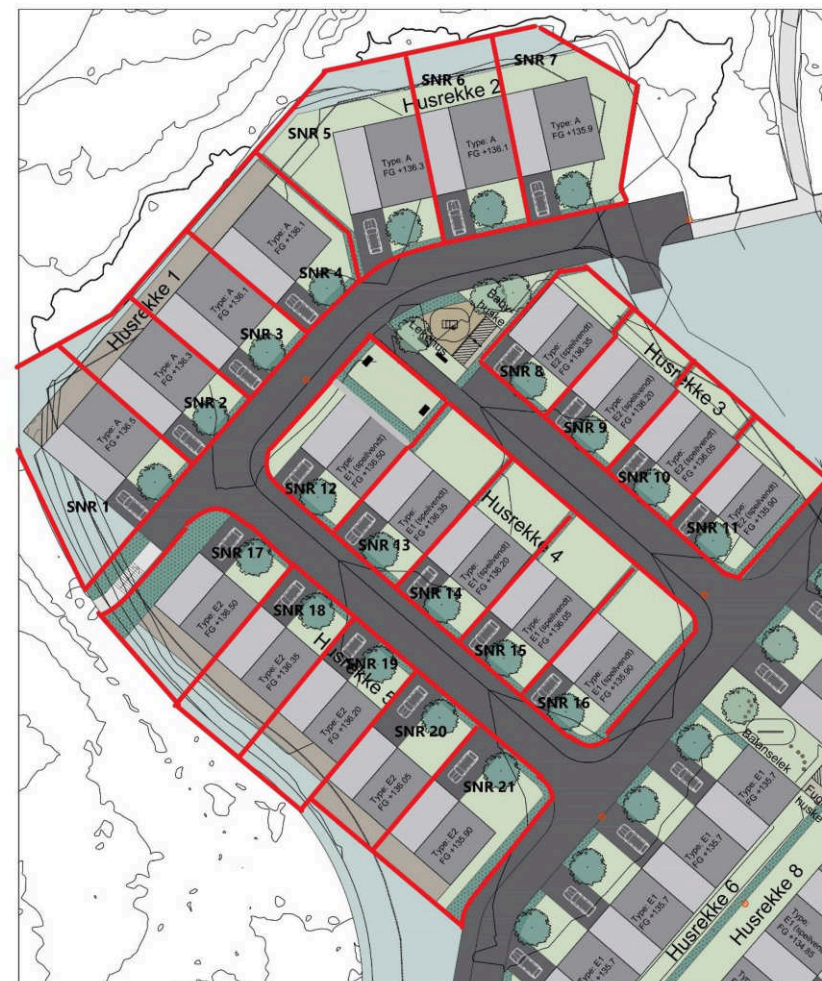 SNR 7
SNR 6
Husrekke 2
SNR 5
Type: A
FG +136.3
Type: A
FG +136.1
Type: A
FG +135.9
Husrekke 1
Type: A
FG +136.1
SNR 4
Type: A
FG +136.1
SNR 3
Type: A
FG +136.3
SNR 2
Type: A
FG +136.5
SNR 1
huske
Husrekke 3
Type:
E2 (speilvendt)
FG +136.35
SNR 8
Type:
E2 (speilvendt)
FG +136.20
SNR 9
Type:
E2 (speilvendt)
FG +136.05
SNR 10
Type:
E2 (speilvendt)
FG +135.90
SNR 11
Husrekke 4
Type:
E1 (speilvendt)
FG +136.50
SNR 12
Type:
E1 (speilvendt)
FG +136.35
SNR 13
Type:
E1 (speilvendt)
FG +136.20
SNR 14
Type:
E1 (speilvendt)
FG +136.05
SNR 15
Type:
E1 (speilvendt)
FG +135.90
SNR 16
SNR 17
Type: E2
FG +136.50
SNR 18
Type: E2
FG +136.35
Husrekke 5
SNR 19
Type: E2
FG +136.20
SNR 20
Type: E2
FG +136.05
SNR 21
Type: E2
FG +135.90
Balanselek
huske
Type: E1
FG +135.7
Type: E1
FG +135.7
Type: E1
FG +135.7
Type: E1
FG +135.7
Husrekke 6
Husrekke 8
Type:
E1 (speilvendt)
FG +134.85